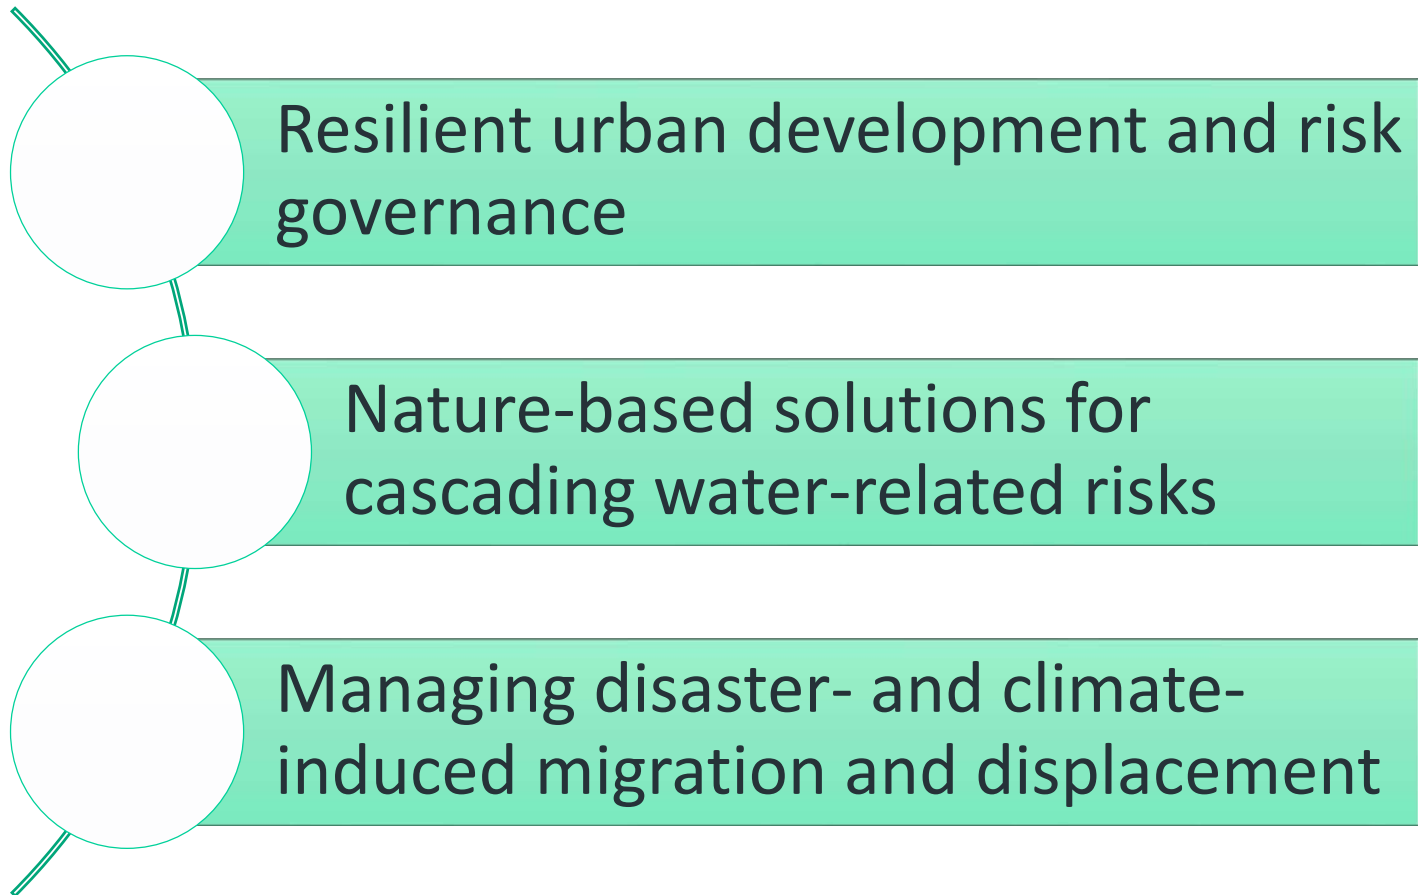 Resilient urban development and risk
governance
Nature-based solutions for
cascading water-related risks
Managing disaster- and climate-
induced migration and displacement